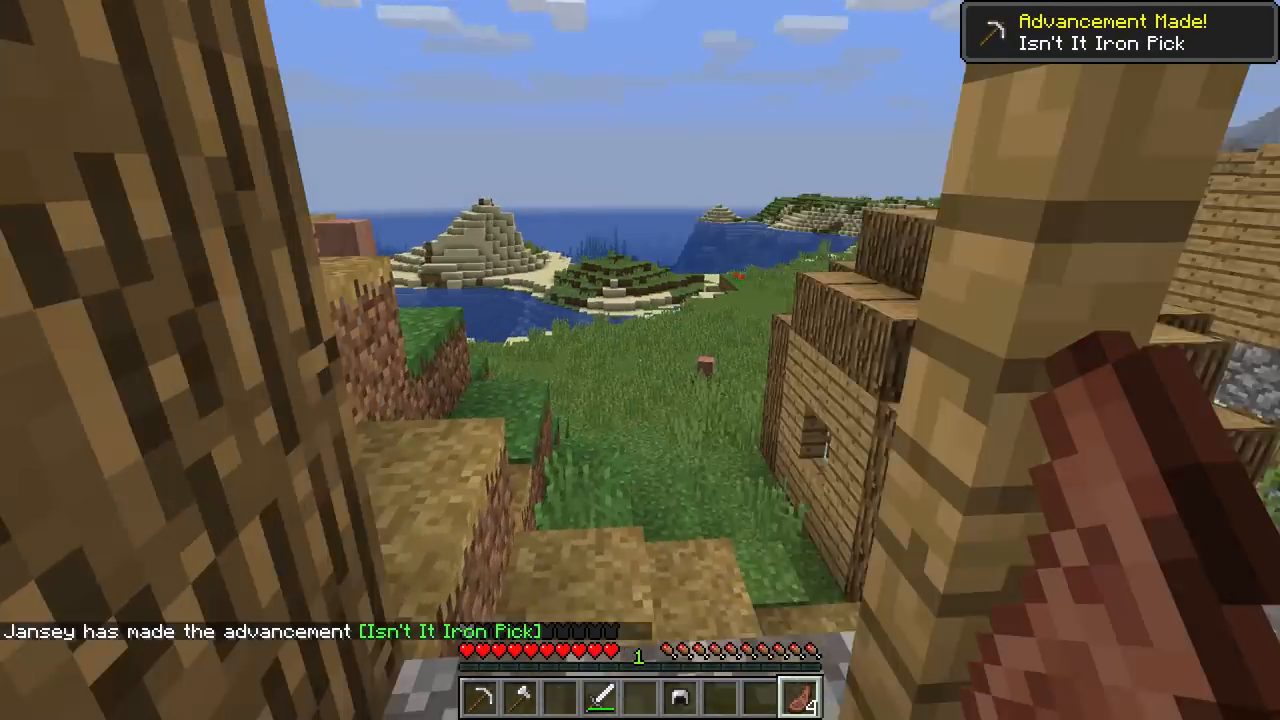 Advancement Made!
Isn't It Iron Pick
Jansey has made the advancement [Isn't It Iron Pick]
1
4